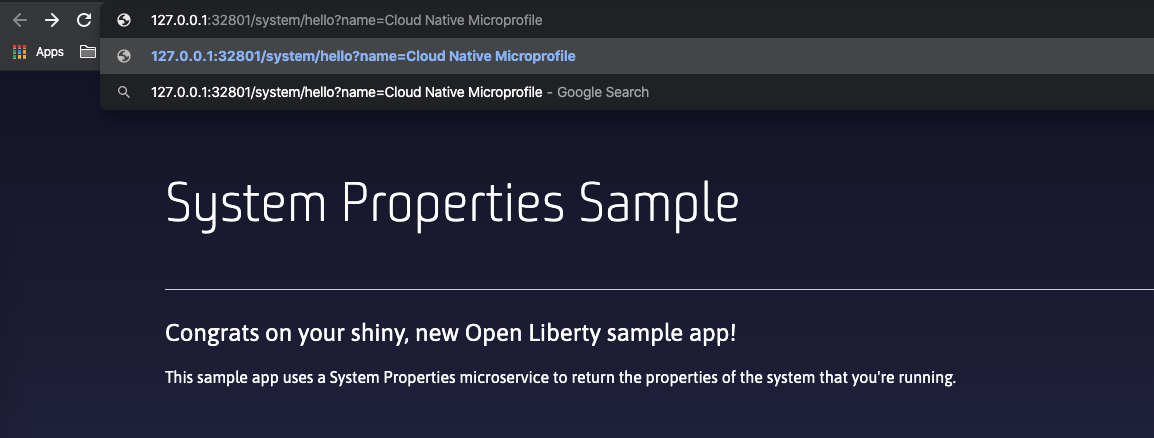 127.0.0.1:32801/system/hello?name=Cloud Native Microprofile
Apps
127.0.0.1:32801/system/hello?name=Cloud Native Microprofile
127.0.0.1:32801/system/hello?name=Cloud Native Microprofile - Google Search
System Properties Sample
Congrats on your shiny, new Open Liberty sample app!
This sample app uses a System Properties microservice to return the properties of the system that you're running.